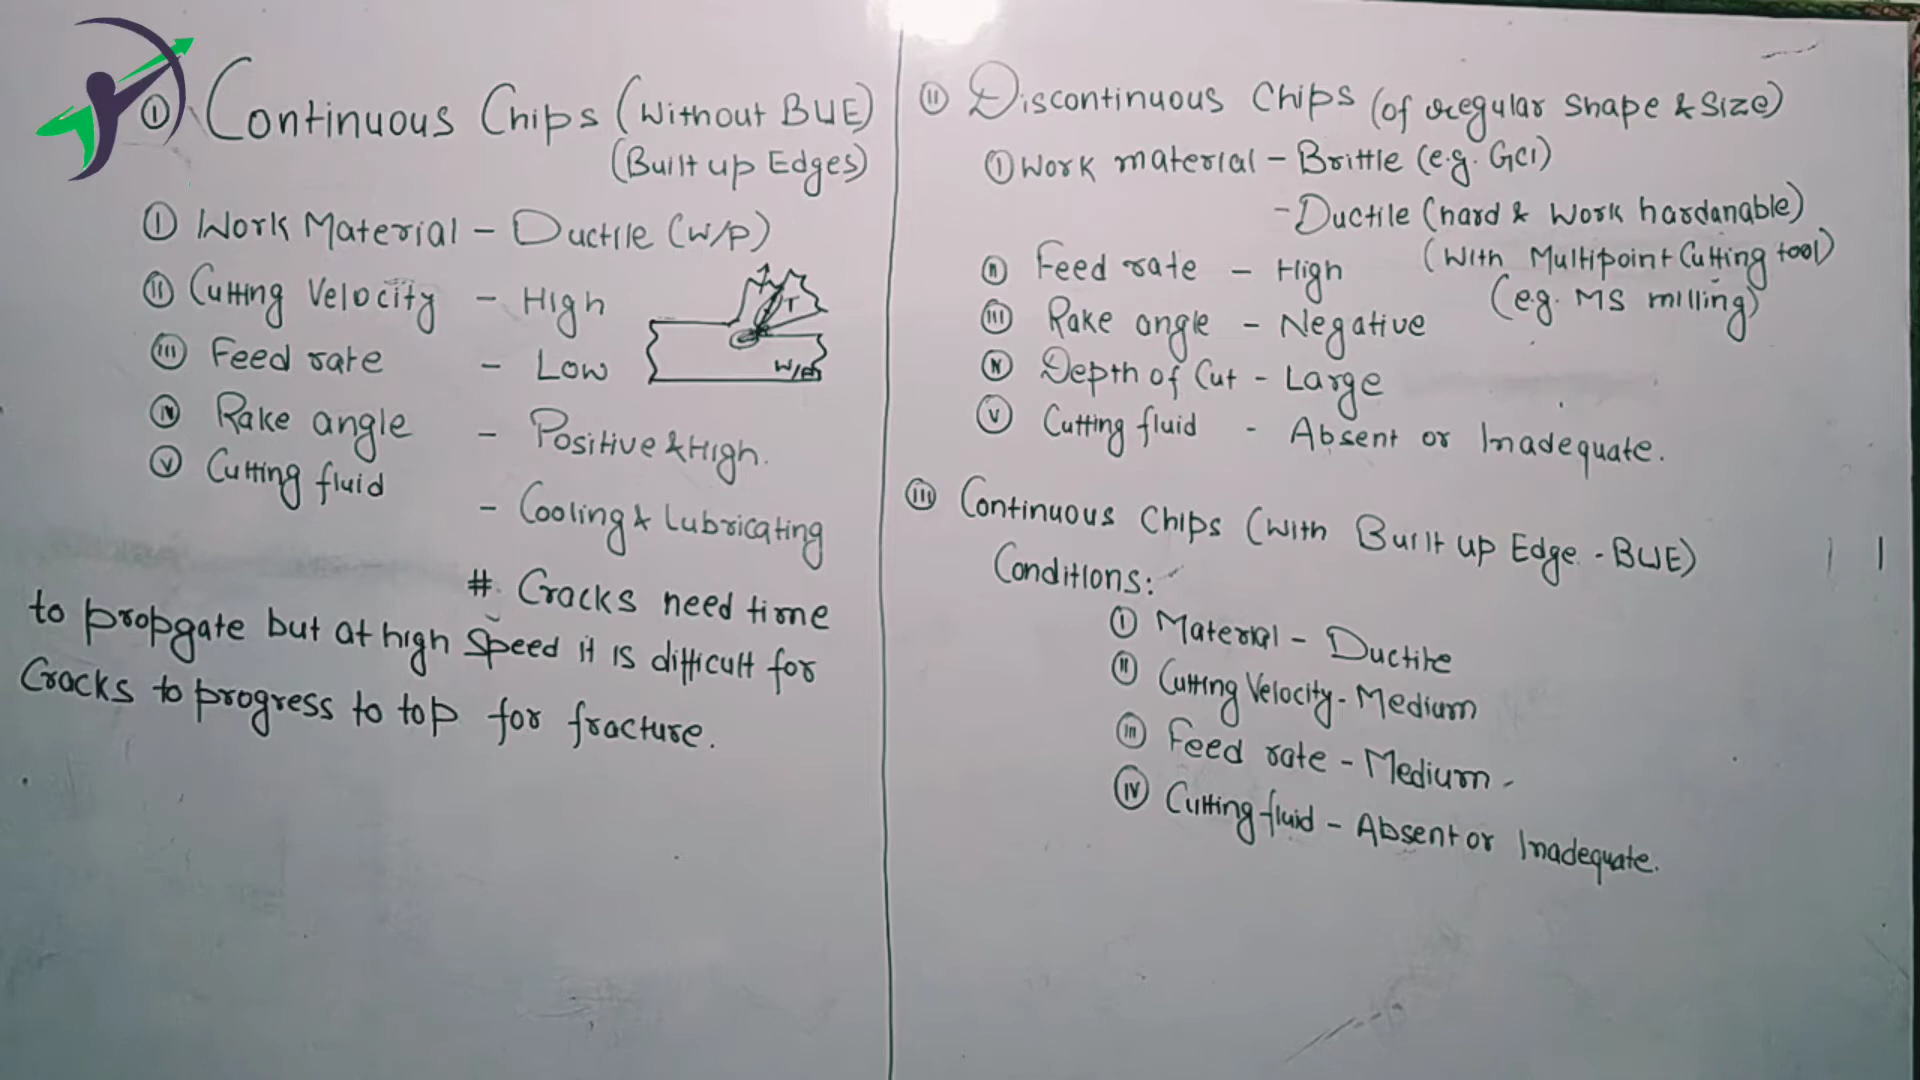 ① Continuous Chips (Without BUE)
(Built up Edges)
① Work Material - Ductile (W/P)
② Cutting Velocity - High
③ Feed rate - Low
④ Rake angle - Positive & High.
⑤ Cutting fluid - Cooling & Lubricating
T
W/P
# Cracks need time
to propgate but at high speed it is difficult for
Cracks to progress to top for fracture.
② Discontinuous Chips (of irregular shape & size)
① Work material - Brittle (e.g. GCI)
- Ductile (hard & work hardanable)
(With Multipoint Cutting tool)
(e.g. MS milling)
② Feed rate - High
③ Rake angle - Negative
④ Depth of Cut - Large
⑤ Cutting fluid - Absent or Inadequate.
③ Continuous Chips (with Built up Edge - BUE)
Conditions:
① Material - Ductile
② Cutting Velocity - Medium
③ Feed rate - Medium -
④ Cutting fluid - Absent or Inadequate.